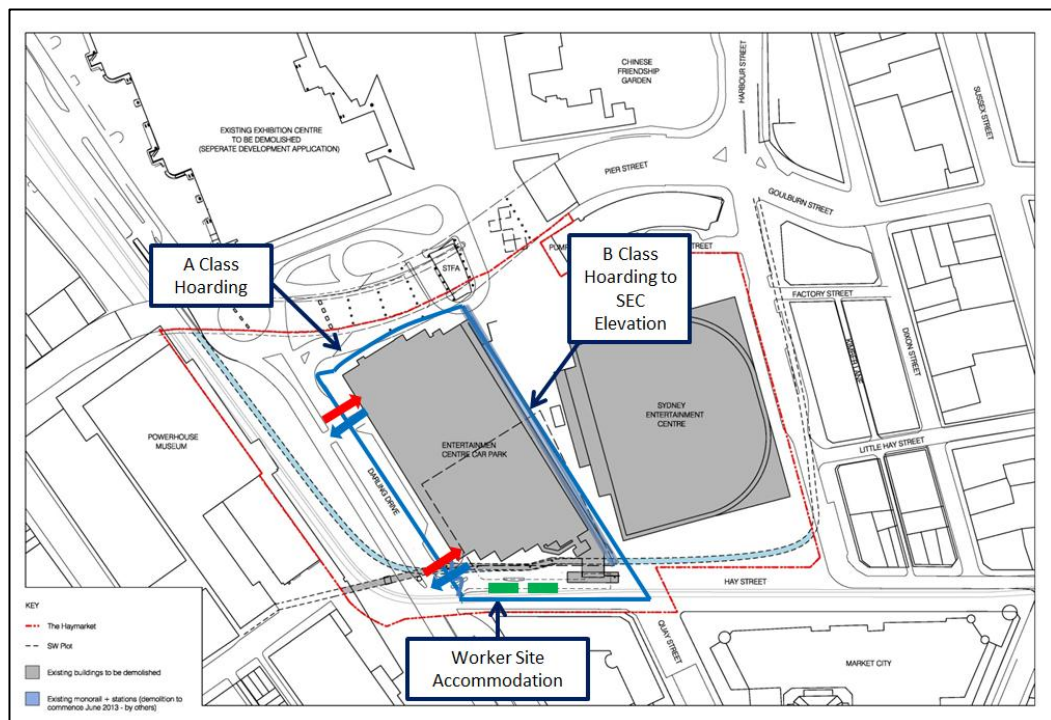 CHINESE
FRIENDSHIP
GARDEN
HARBOUR STREET
SUSSEX STREET
EXISTING EXHIBITION CENTRE
TO BE DEMOLISHED
(SEPERATE DEVELOPMENT APPLICATION)
PIER STREET
GOULBURN STREET
A Class
Hoarding
B Class
Hoarding to
SEC
Elevation
STFA
STREET
FACTORY STREET
DIXON STREET
POWERHOUSE
MUSEUM
ENTERTAINMEN
CENTRE CAR PARK
SYDNEY
ENTERTAINMENT
CENTRE
LITTLE HAY STREET
DARLING DRIVE
HAY STREET
QUAY STREET
Worker Site
Accommodation
MARKET CITY
KEY
The Haymarket
SW Plot
Existing buildings to be demolished
Existing monorail + stations (demolition to
commence June 2013 - by others)